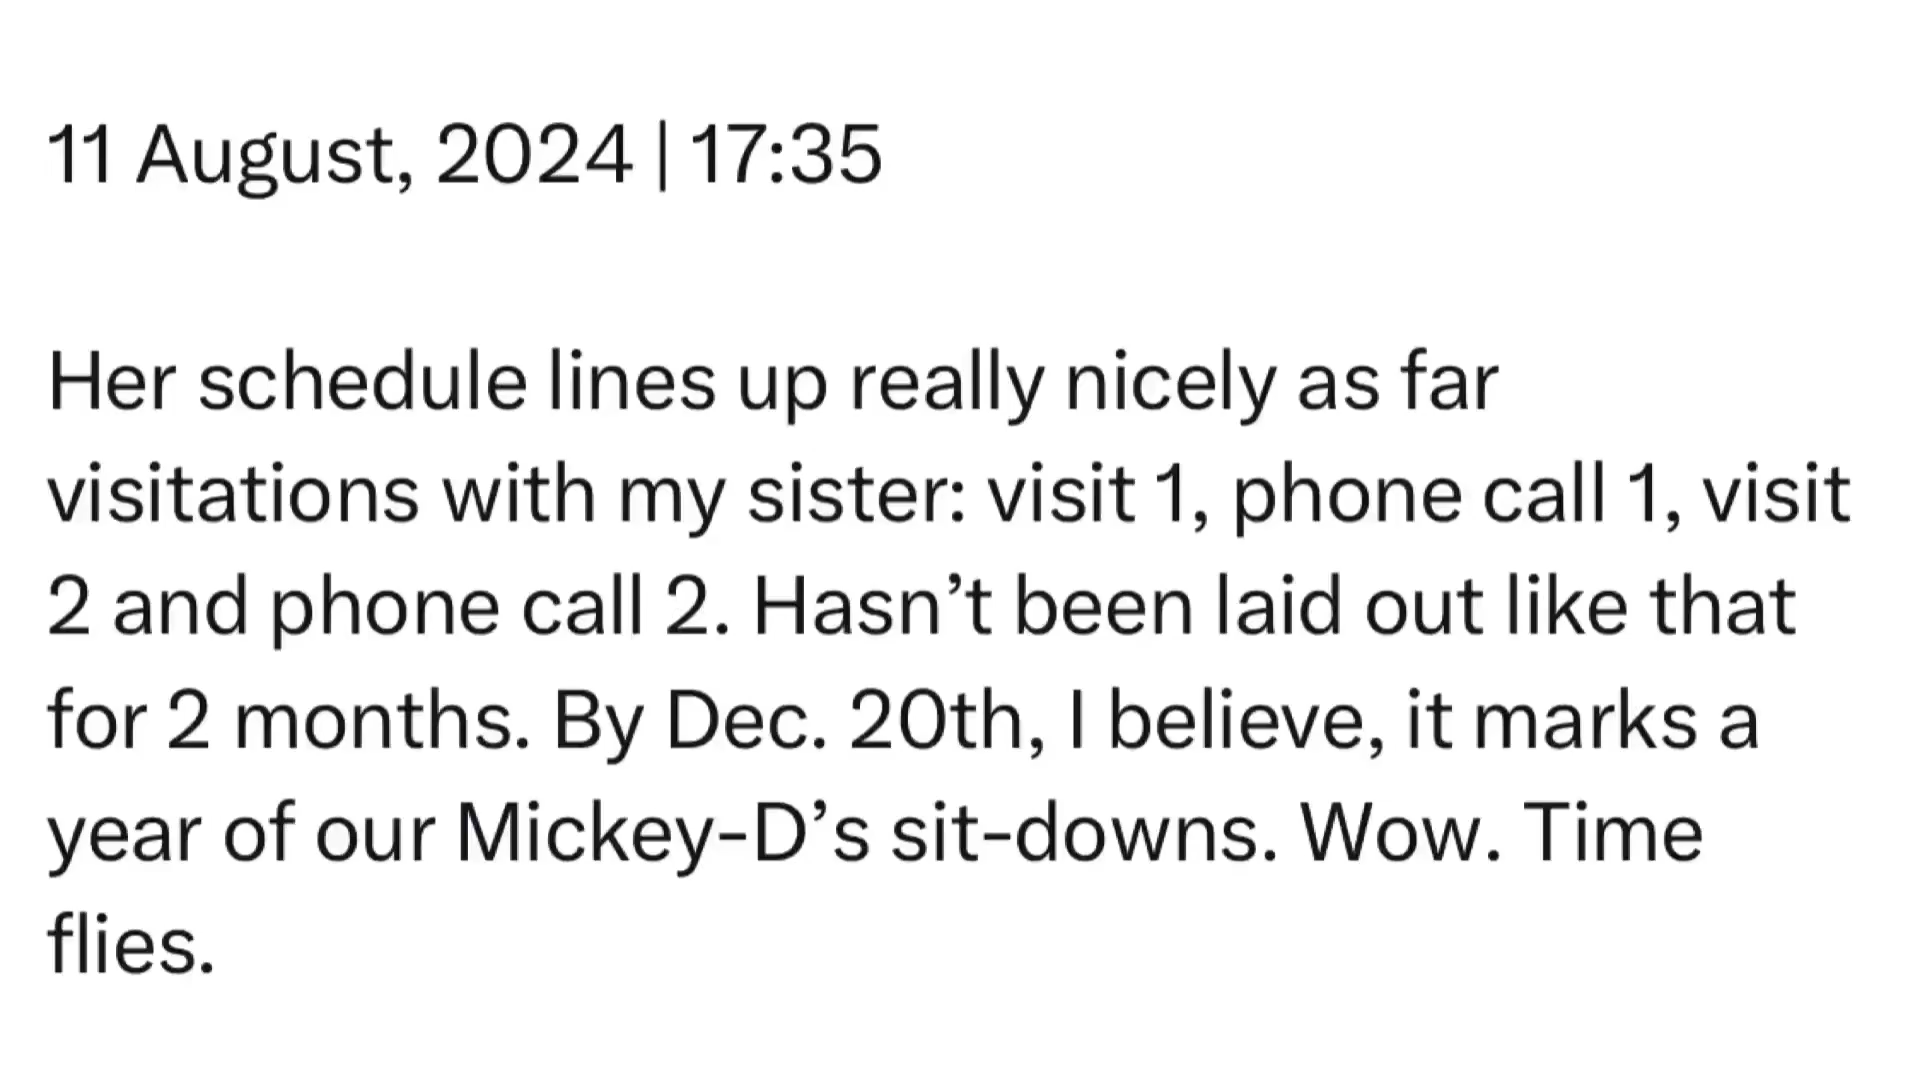 11 August, 2024 | 17:35
Her schedule lines up really nicely as far
visitations with my sister: visit 1, phone call 1, visit
2 and phone call 2. Hasn’t been laid out like that
for 2 months. By Dec. 20th, I believe, it marks a
year of our Mickey-D’s sit-downs. Wow. Time
flies.